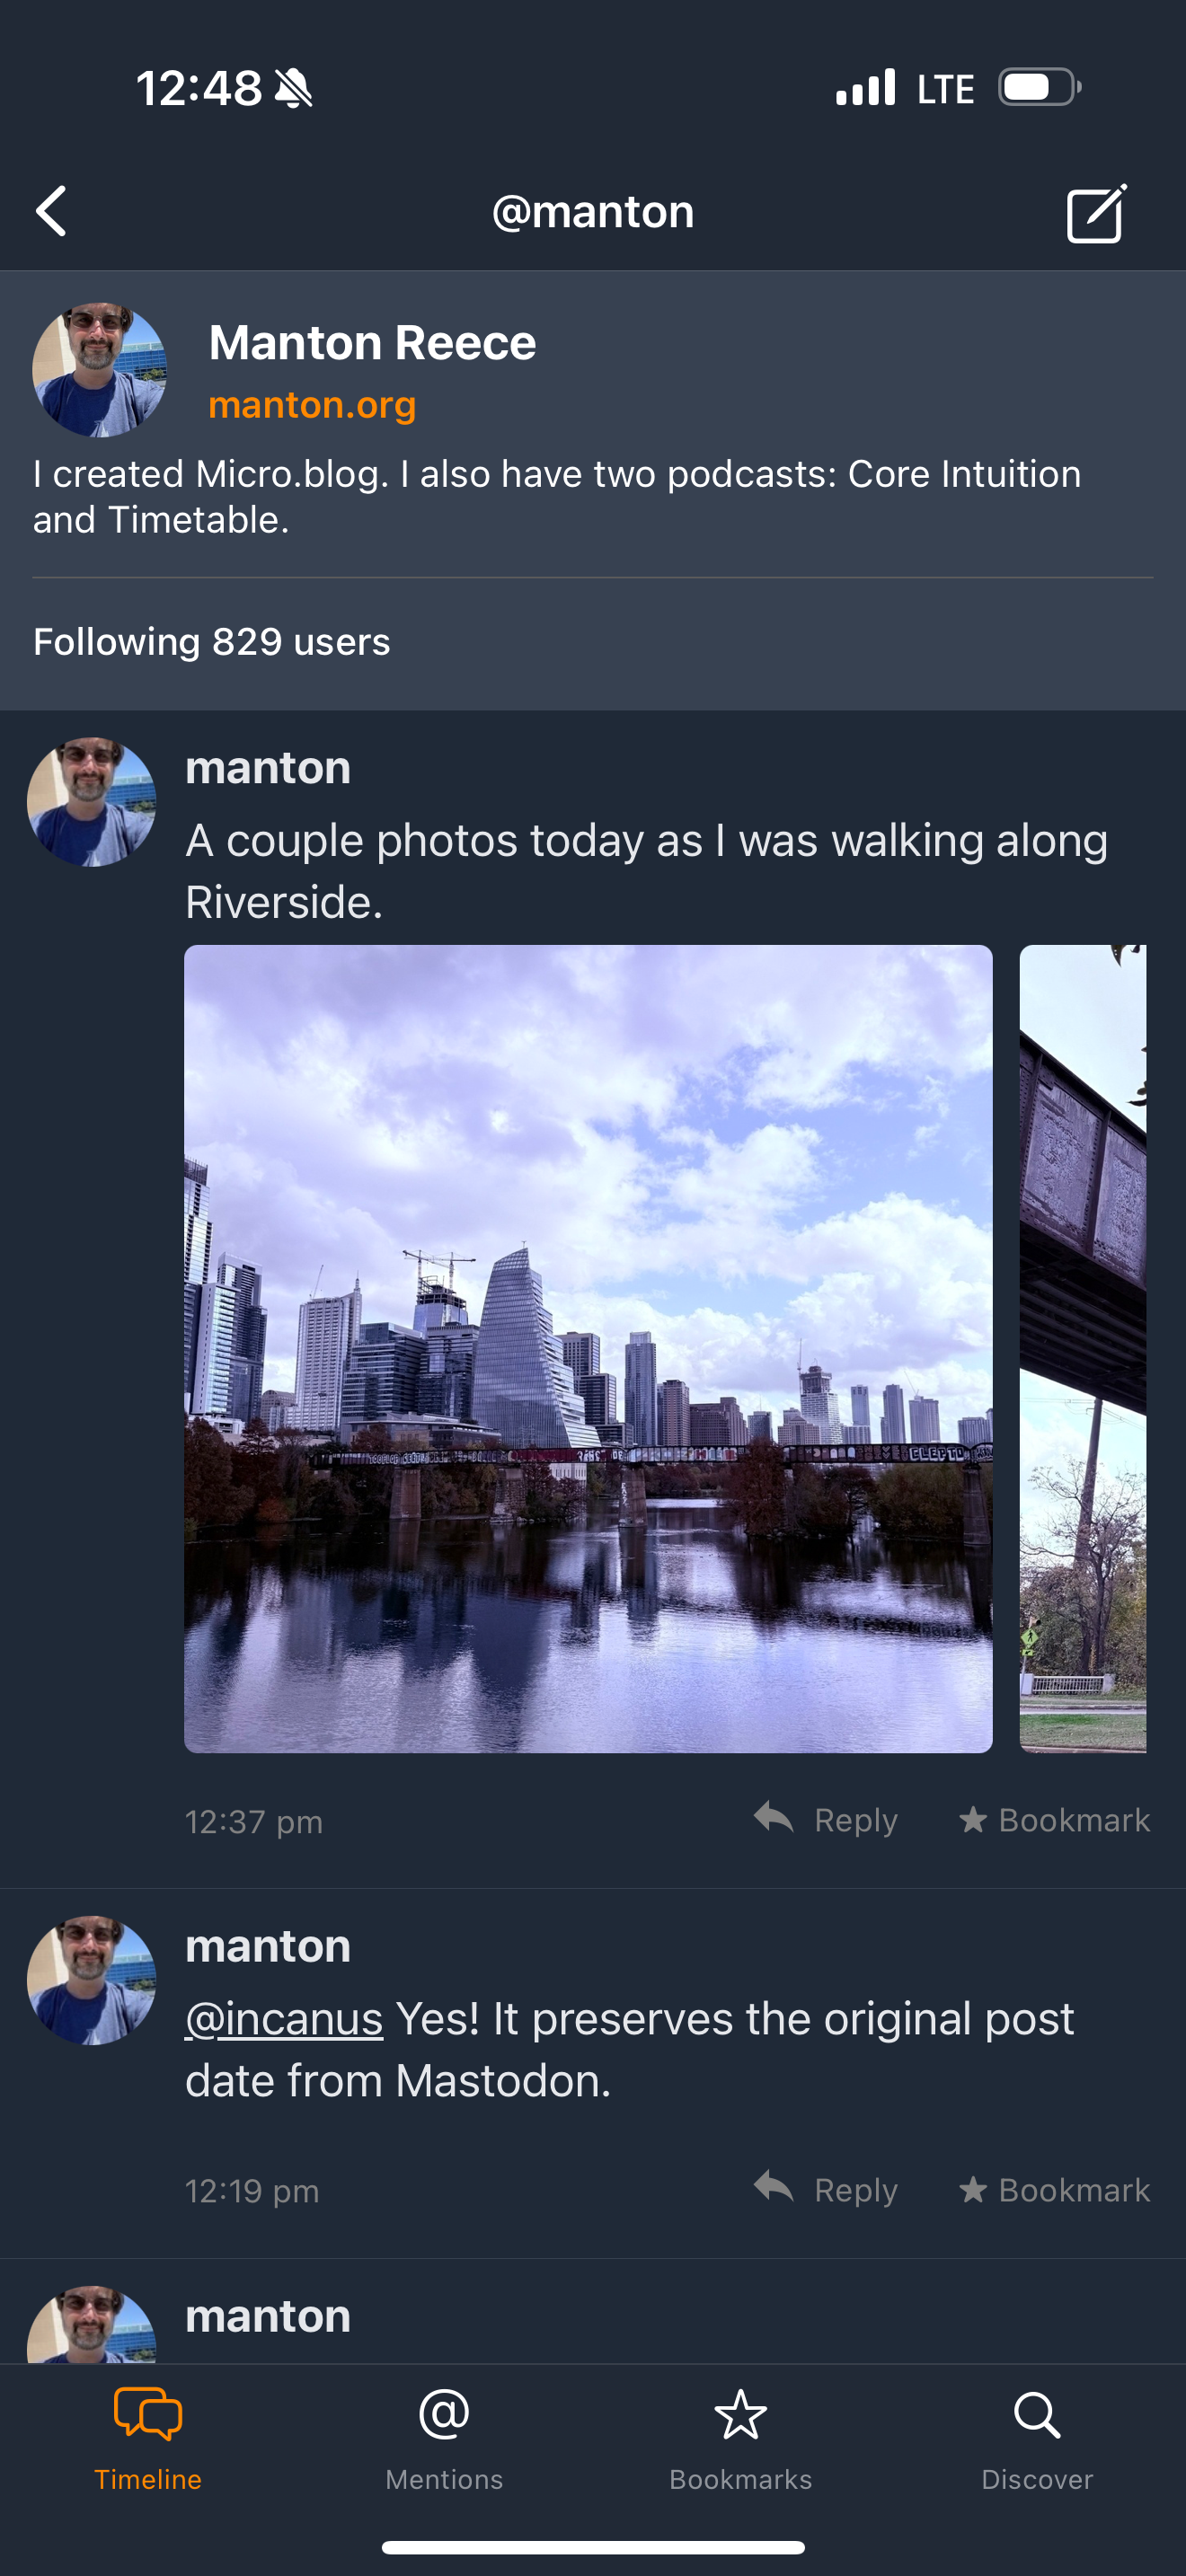 12:48
LTE
@manton
Manton Reece
manton.org
I created Micro.blog. I also have two podcasts: Core Intuition
and Timetable.
Following 829 users
manton
A couple photos today as I was walking along
Riverside.
12:37 pm
Reply
Bookmark
manton
@incanus Yes! It preserves the original post
date from Mastodon.
12:19 pm
Reply
Bookmark
manton
Timeline
Mentions
Bookmarks
Discover